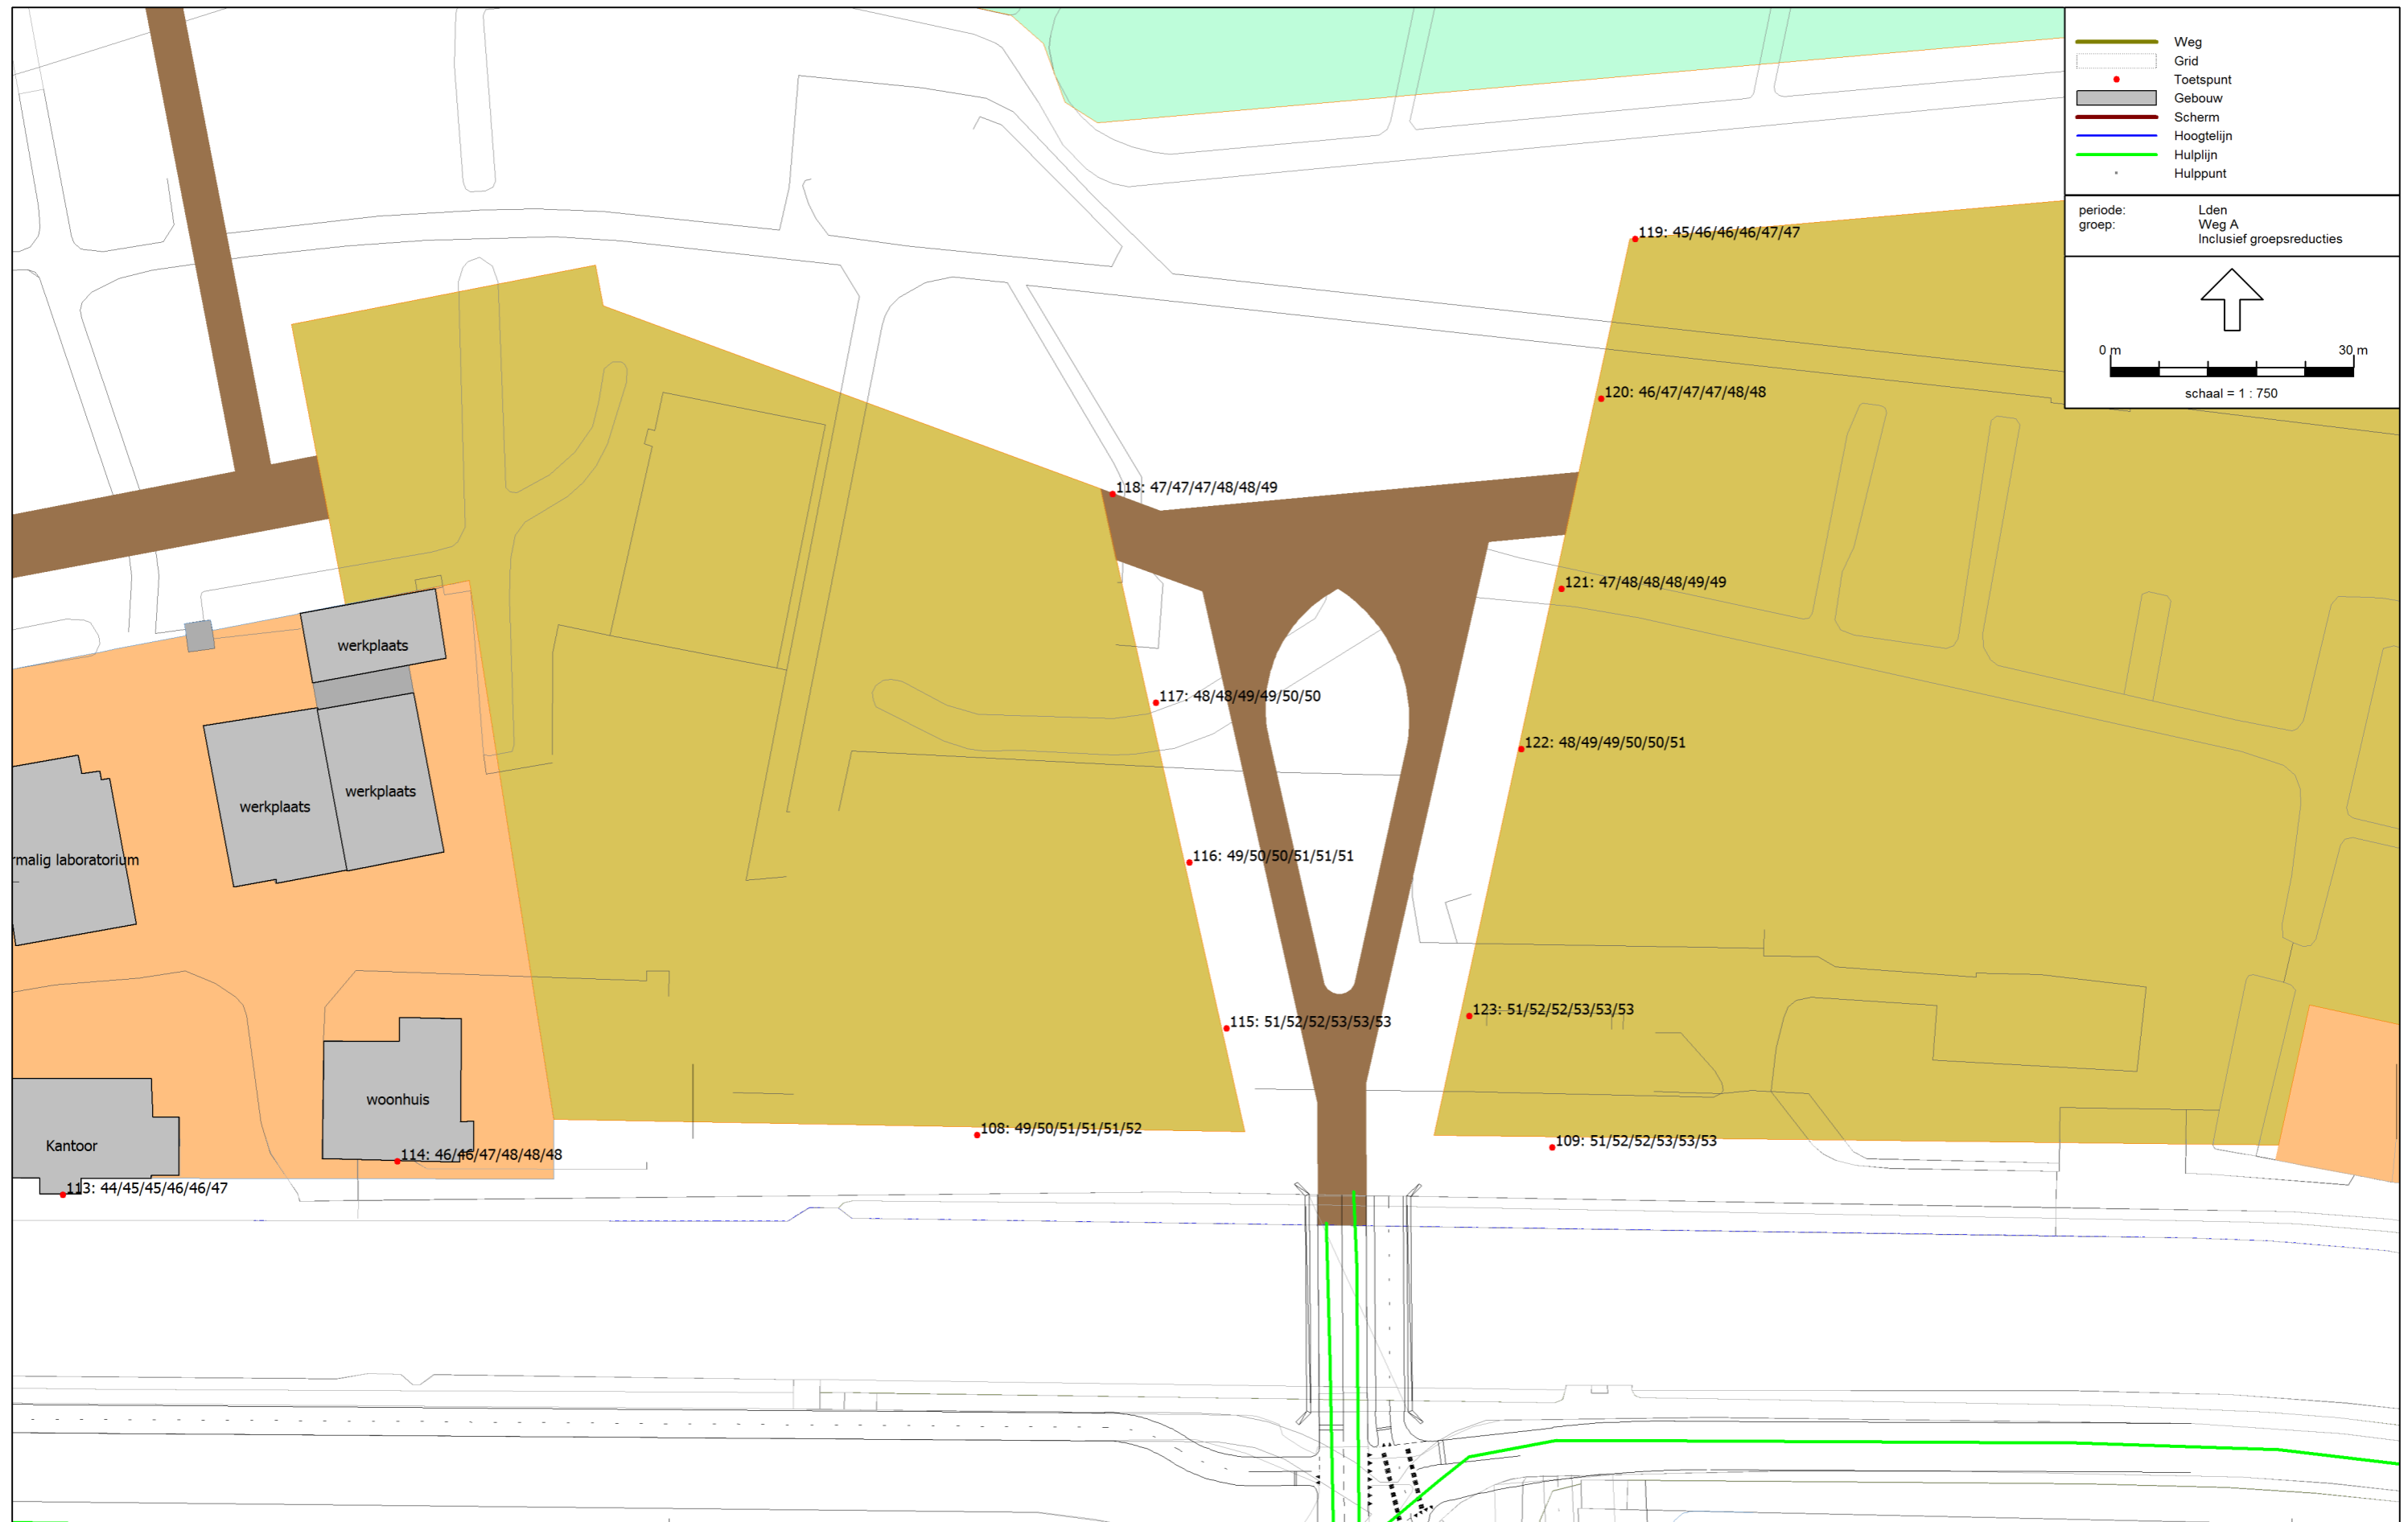 Weg
Grid
Toetspunt
Gebouw
Scherm
Hoogtelijn
Hulplijn
Hulppunt
periode: Lden
groep: Weg A
Inclusief groepsreducties
0 m 30 m
schaal = 1 : 750
119: 45/46/46/46/47/47
120: 46/47/47/47/48/48
118: 47/47/47/48/48/49
121: 47/48/48/48/49/49
werkplaats
117: 48/48/49/49/50/50
122: 48/49/49/50/50/51
werkplaats
werkplaats
rmalig laboratorium
116: 49/50/50/51/51/51
123: 51/52/52/53/53/53
115: 51/52/52/53/53/53
woonhuis
108: 49/50/51/51/51/52
109: 51/52/52/53/53/53
Kantoor
114: 46/46/47/48/48/48
113: 44/45/45/46/46/47